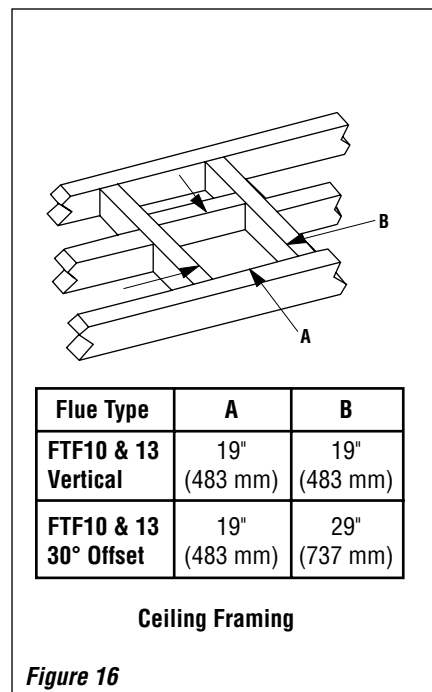 B
A
Flue Type A B
FTF10 & 13 19" 19"
Vertical (483 mm) (483 mm)
FTF10 & 13 19" 29"
30° Offset (483 mm) (737 mm)
Ceiling Framing
Figure 16